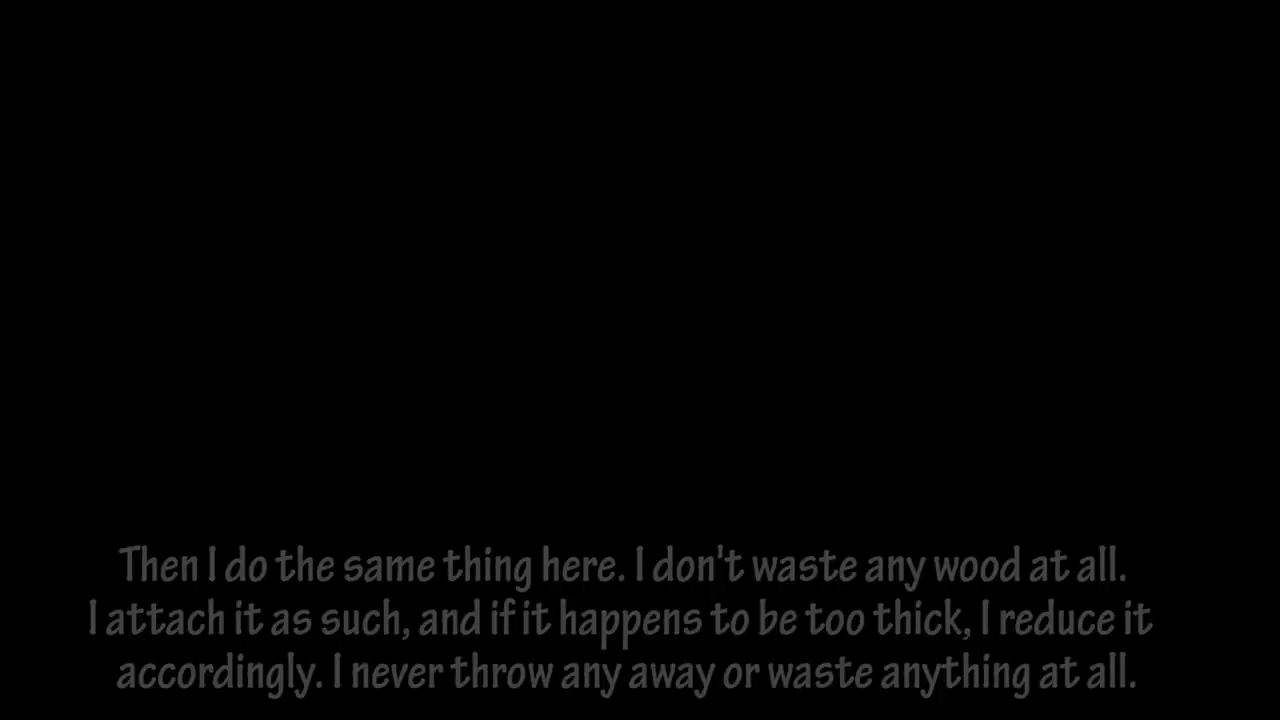 Then I do the same thing here. I don't waste any wood at all.
I attach it as such, and if it happens to be too thick, I reduce it
accordingly. I never throw any away or waste anything at all.